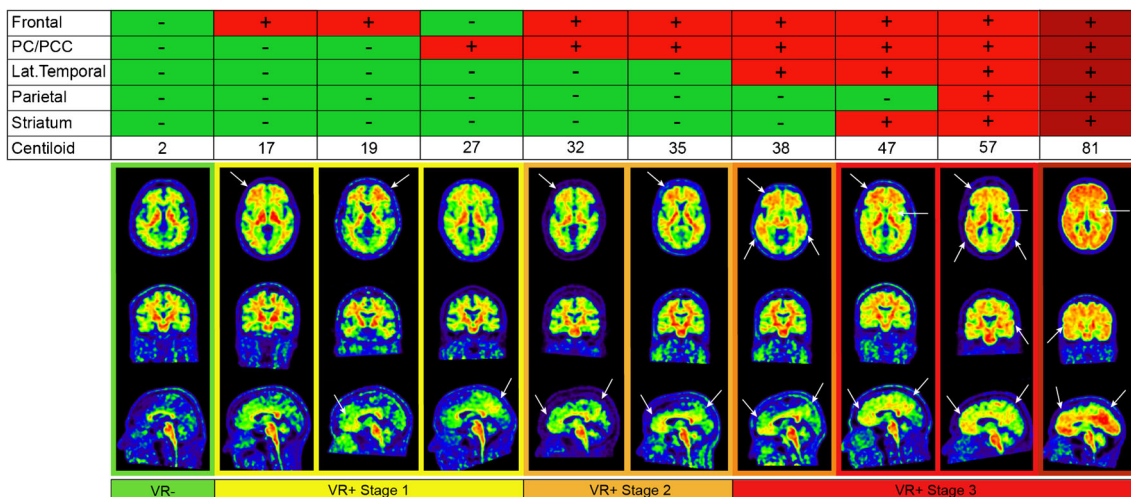 Frontal - + + - + + + + + +
PC/PCC - - - + + + + + + +
Lat.Temporal - - - - - - + + + +
Parietal - - - - - - - - + +
Striatum - - - - - - - + + +
Centiloid 2 17 19 27 32 35 38 47 57 81
VR- VR+ Stage 1 VR+ Stage 2 VR+ Stage 3